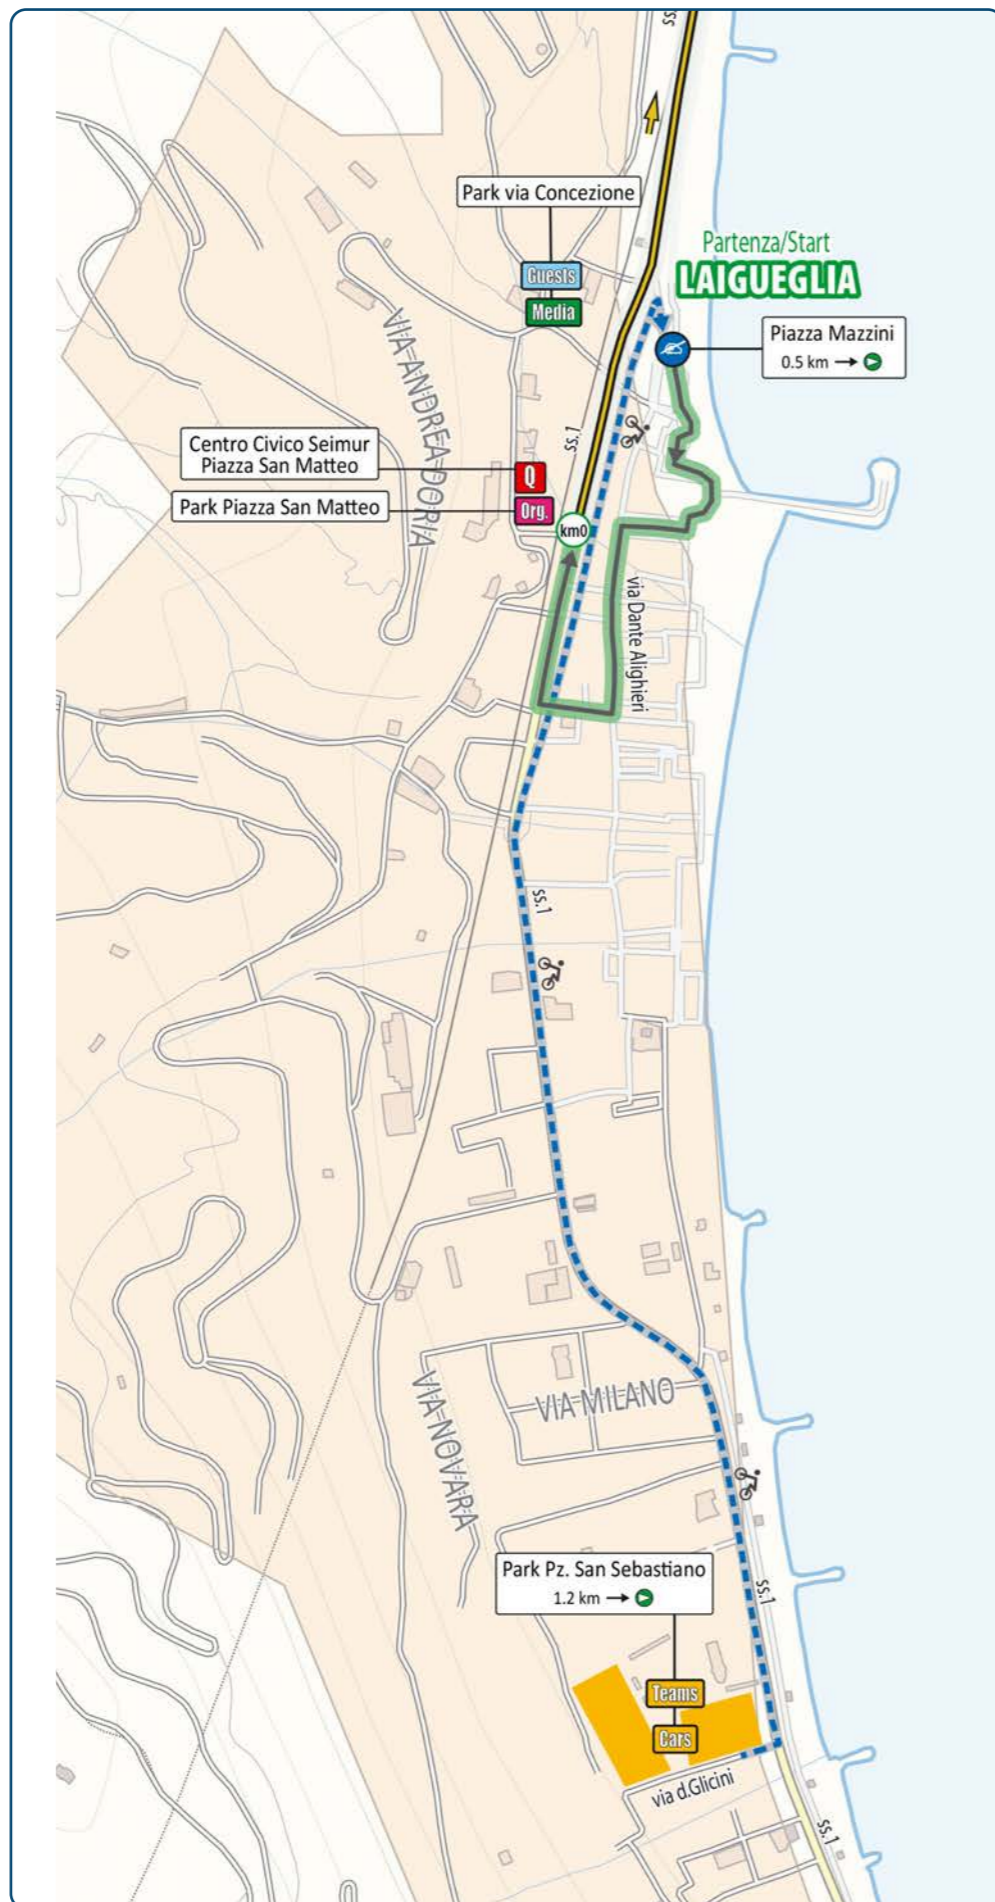 ss
Park via Concezione
Guests
Media
Partenza/Start
LAIGUEGLIA
Piazza Mazzini
0.5 km
VIA ANDREA DORIA
ss.1
Centro Civico Seimur
Piazza San Matteo
Q
Park Piazza San Matteo
Org.
km0
via Dante Alighieri
ss.1
VIA MILANO
VIA NOVARA
Park Pz. San Sebastiano
1.2 km
ss.1
Teams
Cars
via d.Glicini
ss.1